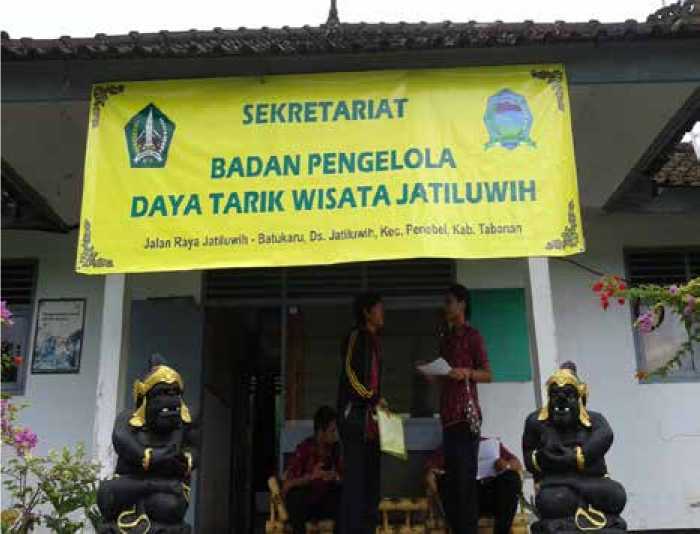 SEKRETARIAT
BADAN PENGELOLA
DAYA TARIK WISATA JATILUWIH
Jalan Raya Jatiluwih - Batukaru, Ds. Jatiluwih, Kec. Penebel, Kab. Tabanan